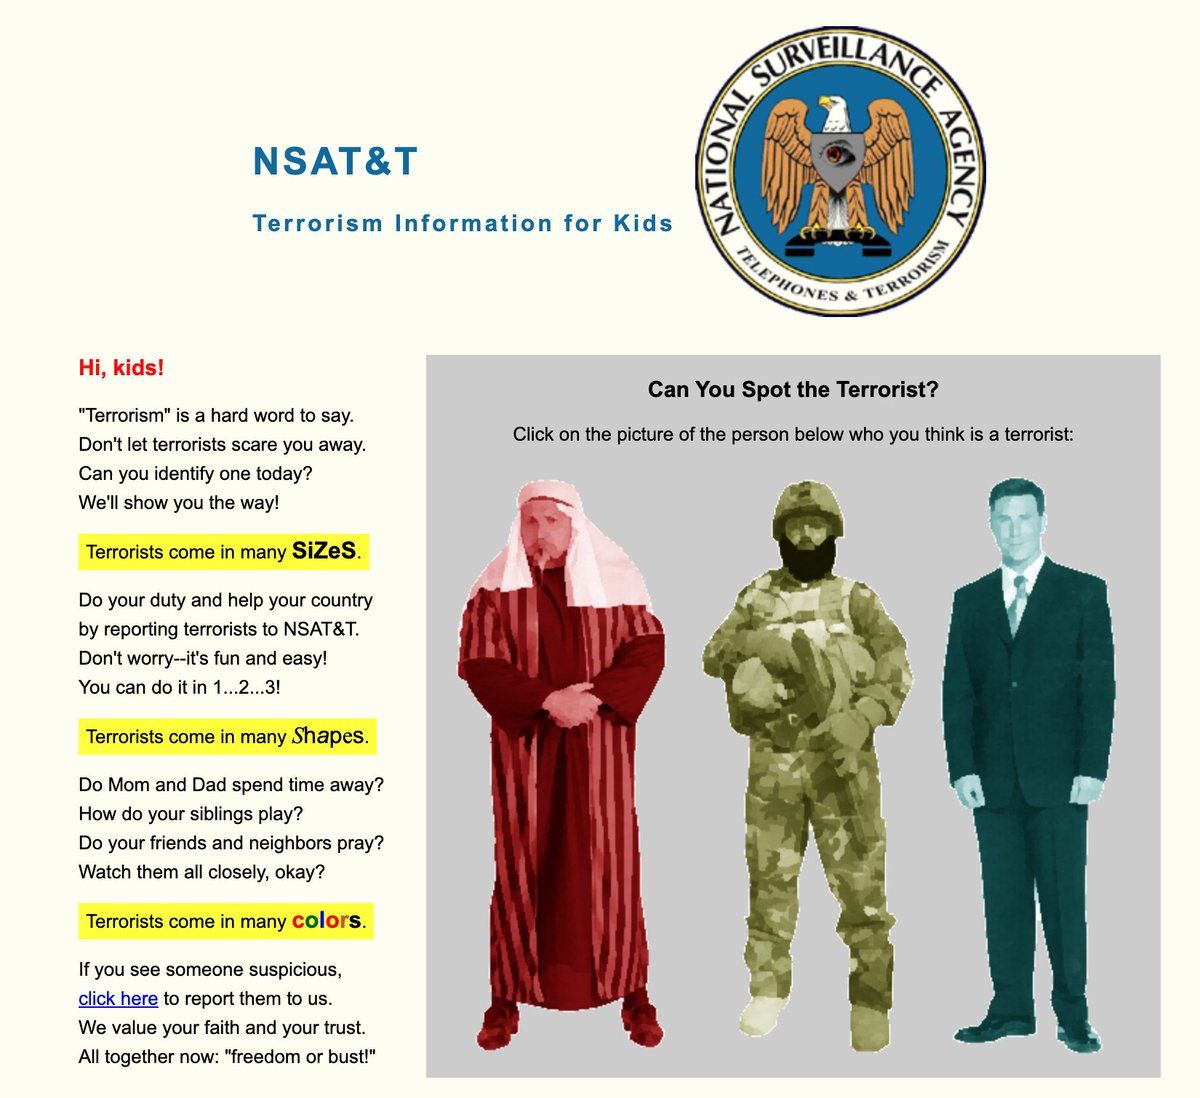 NSAT&T
Terrorism Information for Kids
NATIONAL SURVEILLANCE AGENCY
TELEPHONES & TERRORISM
Hi, kids!
"Terrorism" is a hard word to say.
Don't let terrorists scare you away.
Can you identify one today?
We'll show you the way!
Terrorists come in many SiZeS.
Do your duty and help your country
by reporting terrorists to NSAT&T.
Don't worry--it's fun and easy!
You can do it in 1...2...3!
Terrorists come in many Shapes.
Do Mom and Dad spend time away?
How do your siblings play?
Do your friends and neighbors pray?
Watch them all closely, okay?
Terrorists come in many colors.
If you see someone suspicious,
click here to report them to us.
We value your faith and your trust.
All together now: "freedom or bust!"
Can You Spot the Terrorist?
Click on the picture of the person below who you think is a terrorist: